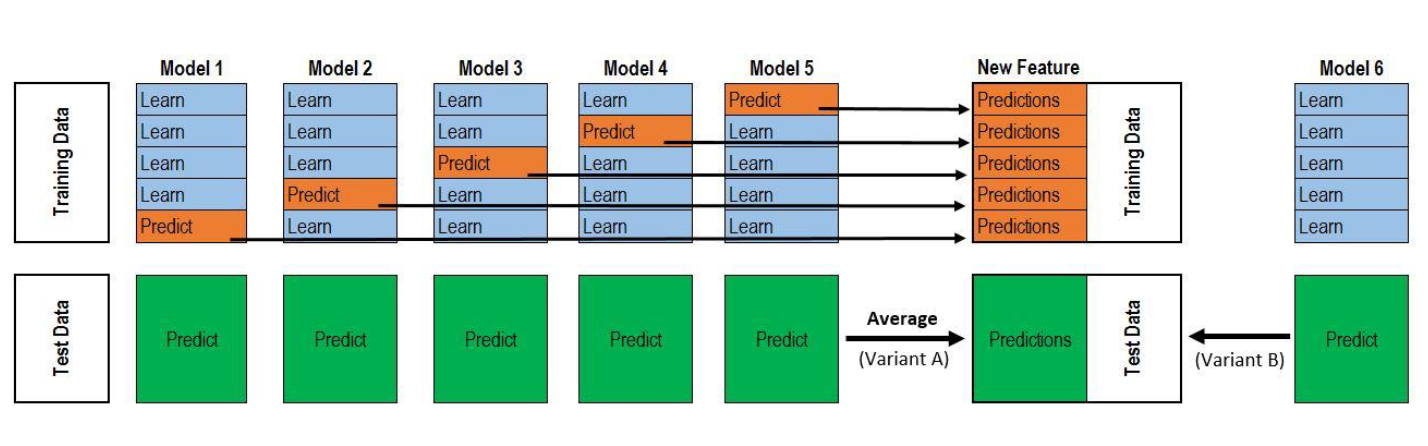 Model 1 Model 2 Model 3 Model 4 Model 5 New Feature Model 6
Training Data
Learn Learn Learn Learn Predict Predictions Learn
Learn Learn Learn Predict Learn Predictions Learn
Learn Learn Predict Learn Learn Predictions Learn
Learn Predict Learn Learn Learn Predictions Learn
Predict Learn Learn Learn Learn Predictions Learn
Training Data
Test Data
Predict Predict Predict Predict Predict
Average
(Variant A)
Predictions
Test Data
(Variant B)
Predict